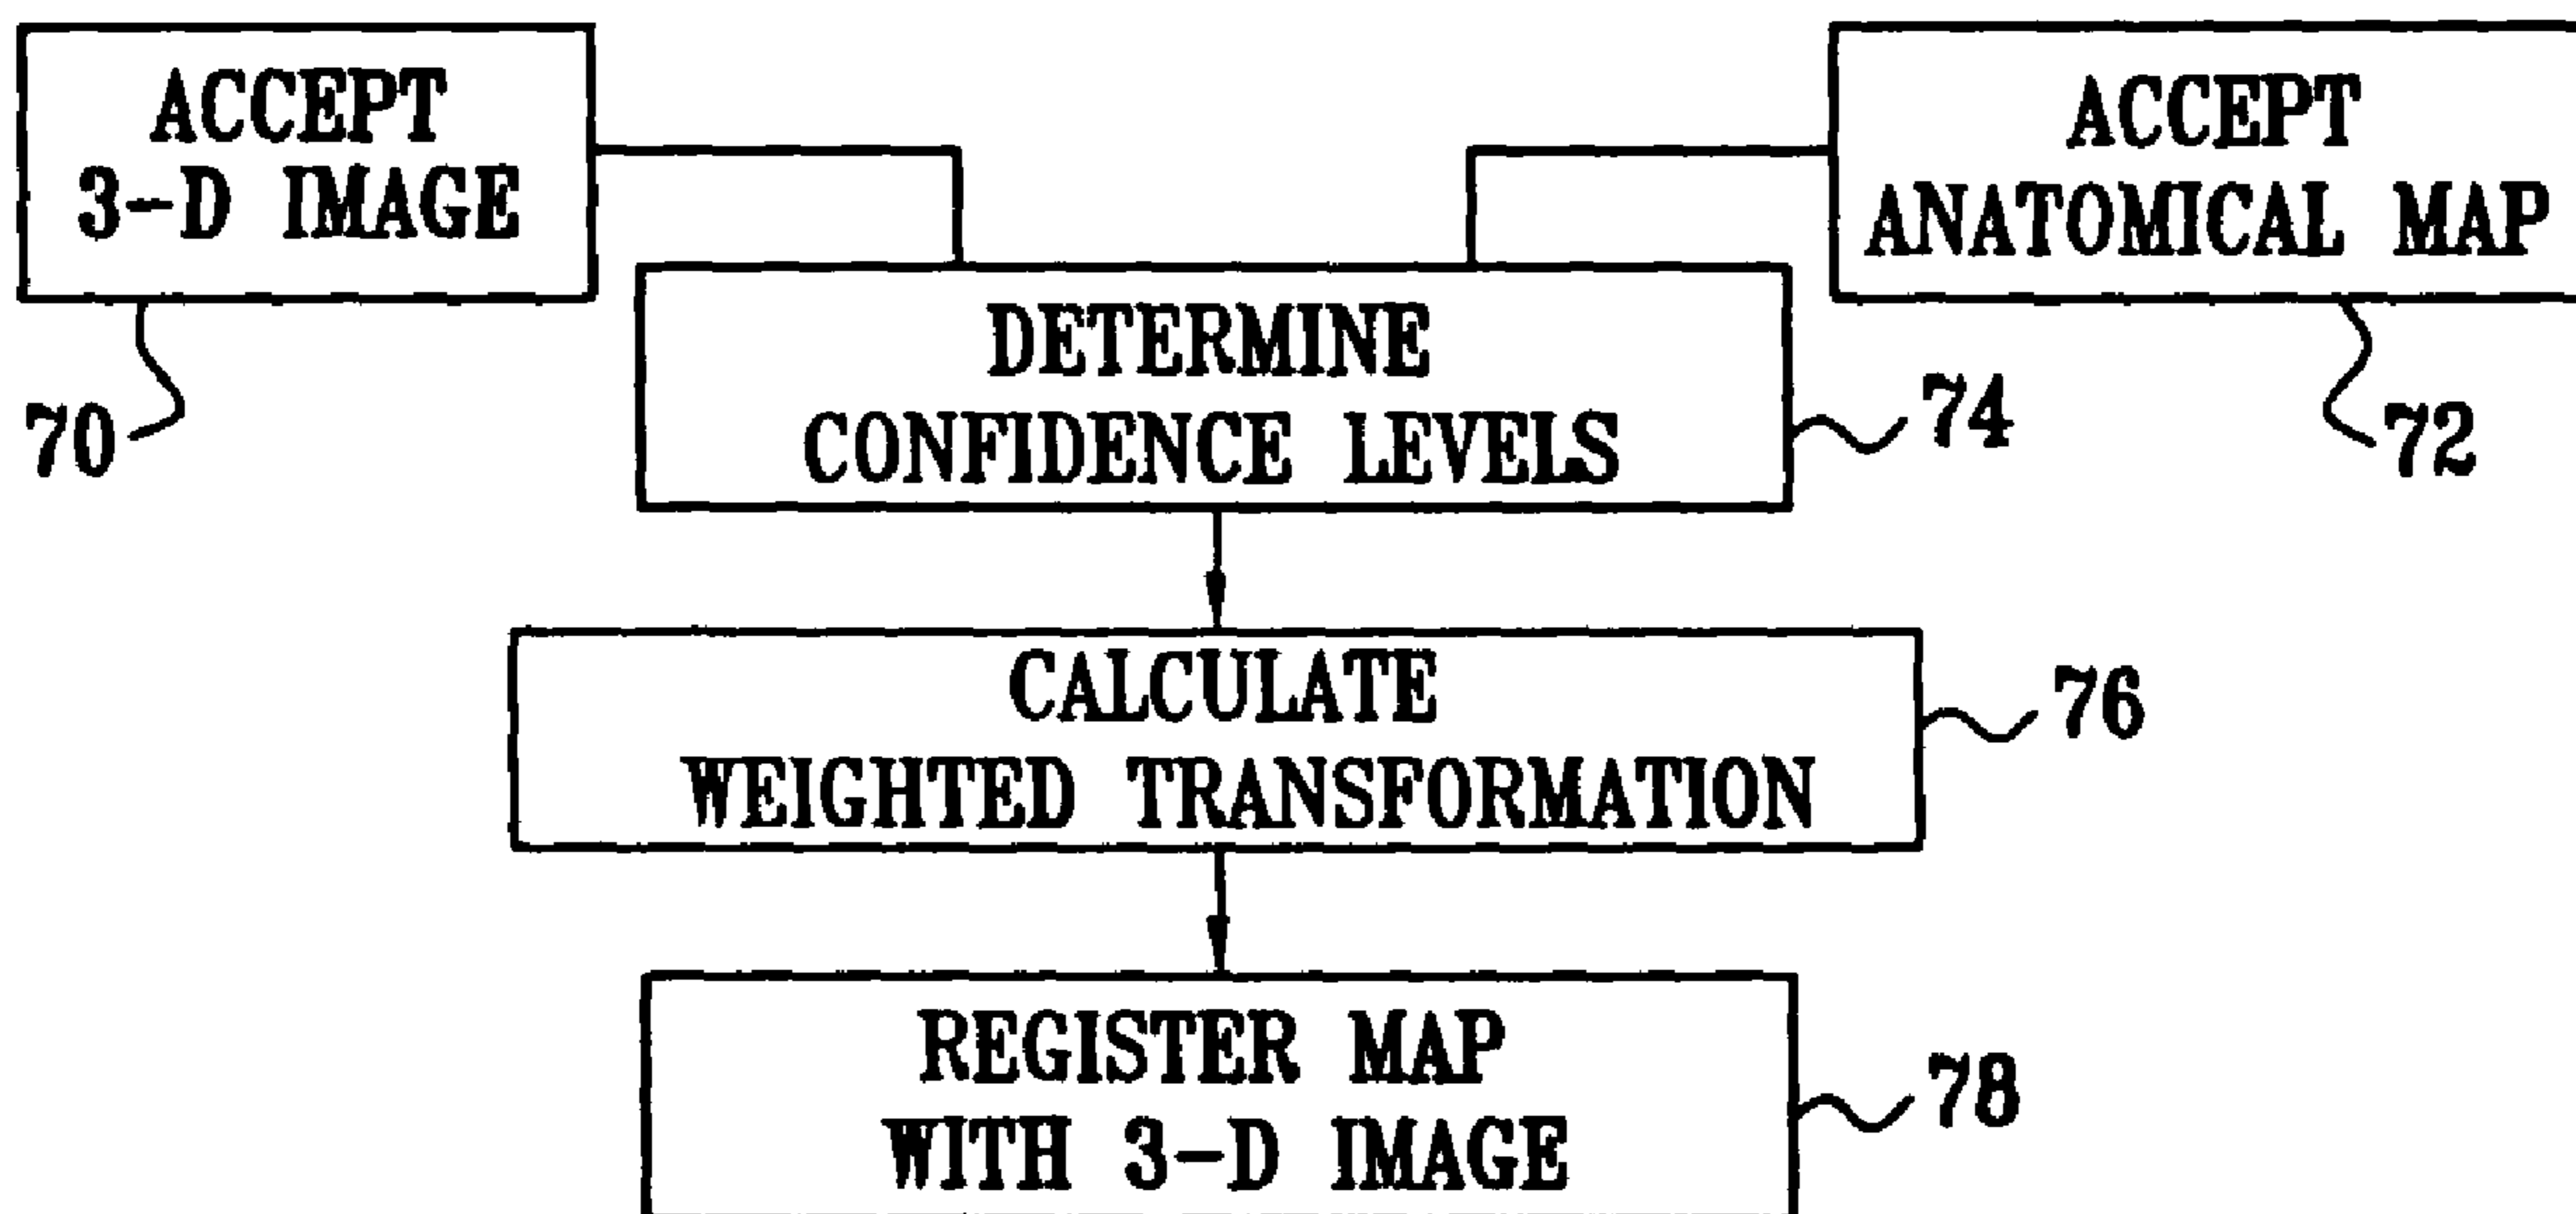 ACCEPT
3-D IMAGE
70
ACCEPT
ANATOMICAL MAP
72
DETERMINE
CONFIDENCE LEVELS
74
CALCULATE
WEIGHTED TRANSFORMATION
76
REGISTER MAP
WITH 3-D IMAGE
78